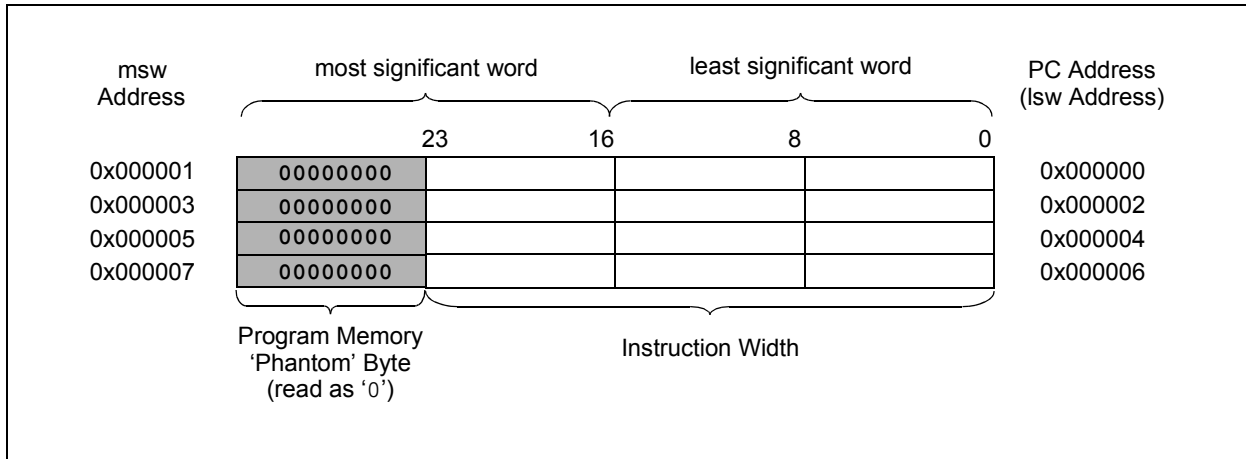 msw
Address
most significant word
least significant word
PC Address
(lsw Address)
23
16
8
0
0x000001
00000000
0x000000
0x000003
00000000
0x000002
0x000005
00000000
0x000004
0x000007
00000000
0x000006
Program Memory
‘Phantom’ Byte
(read as ‘0’)
Instruction Width